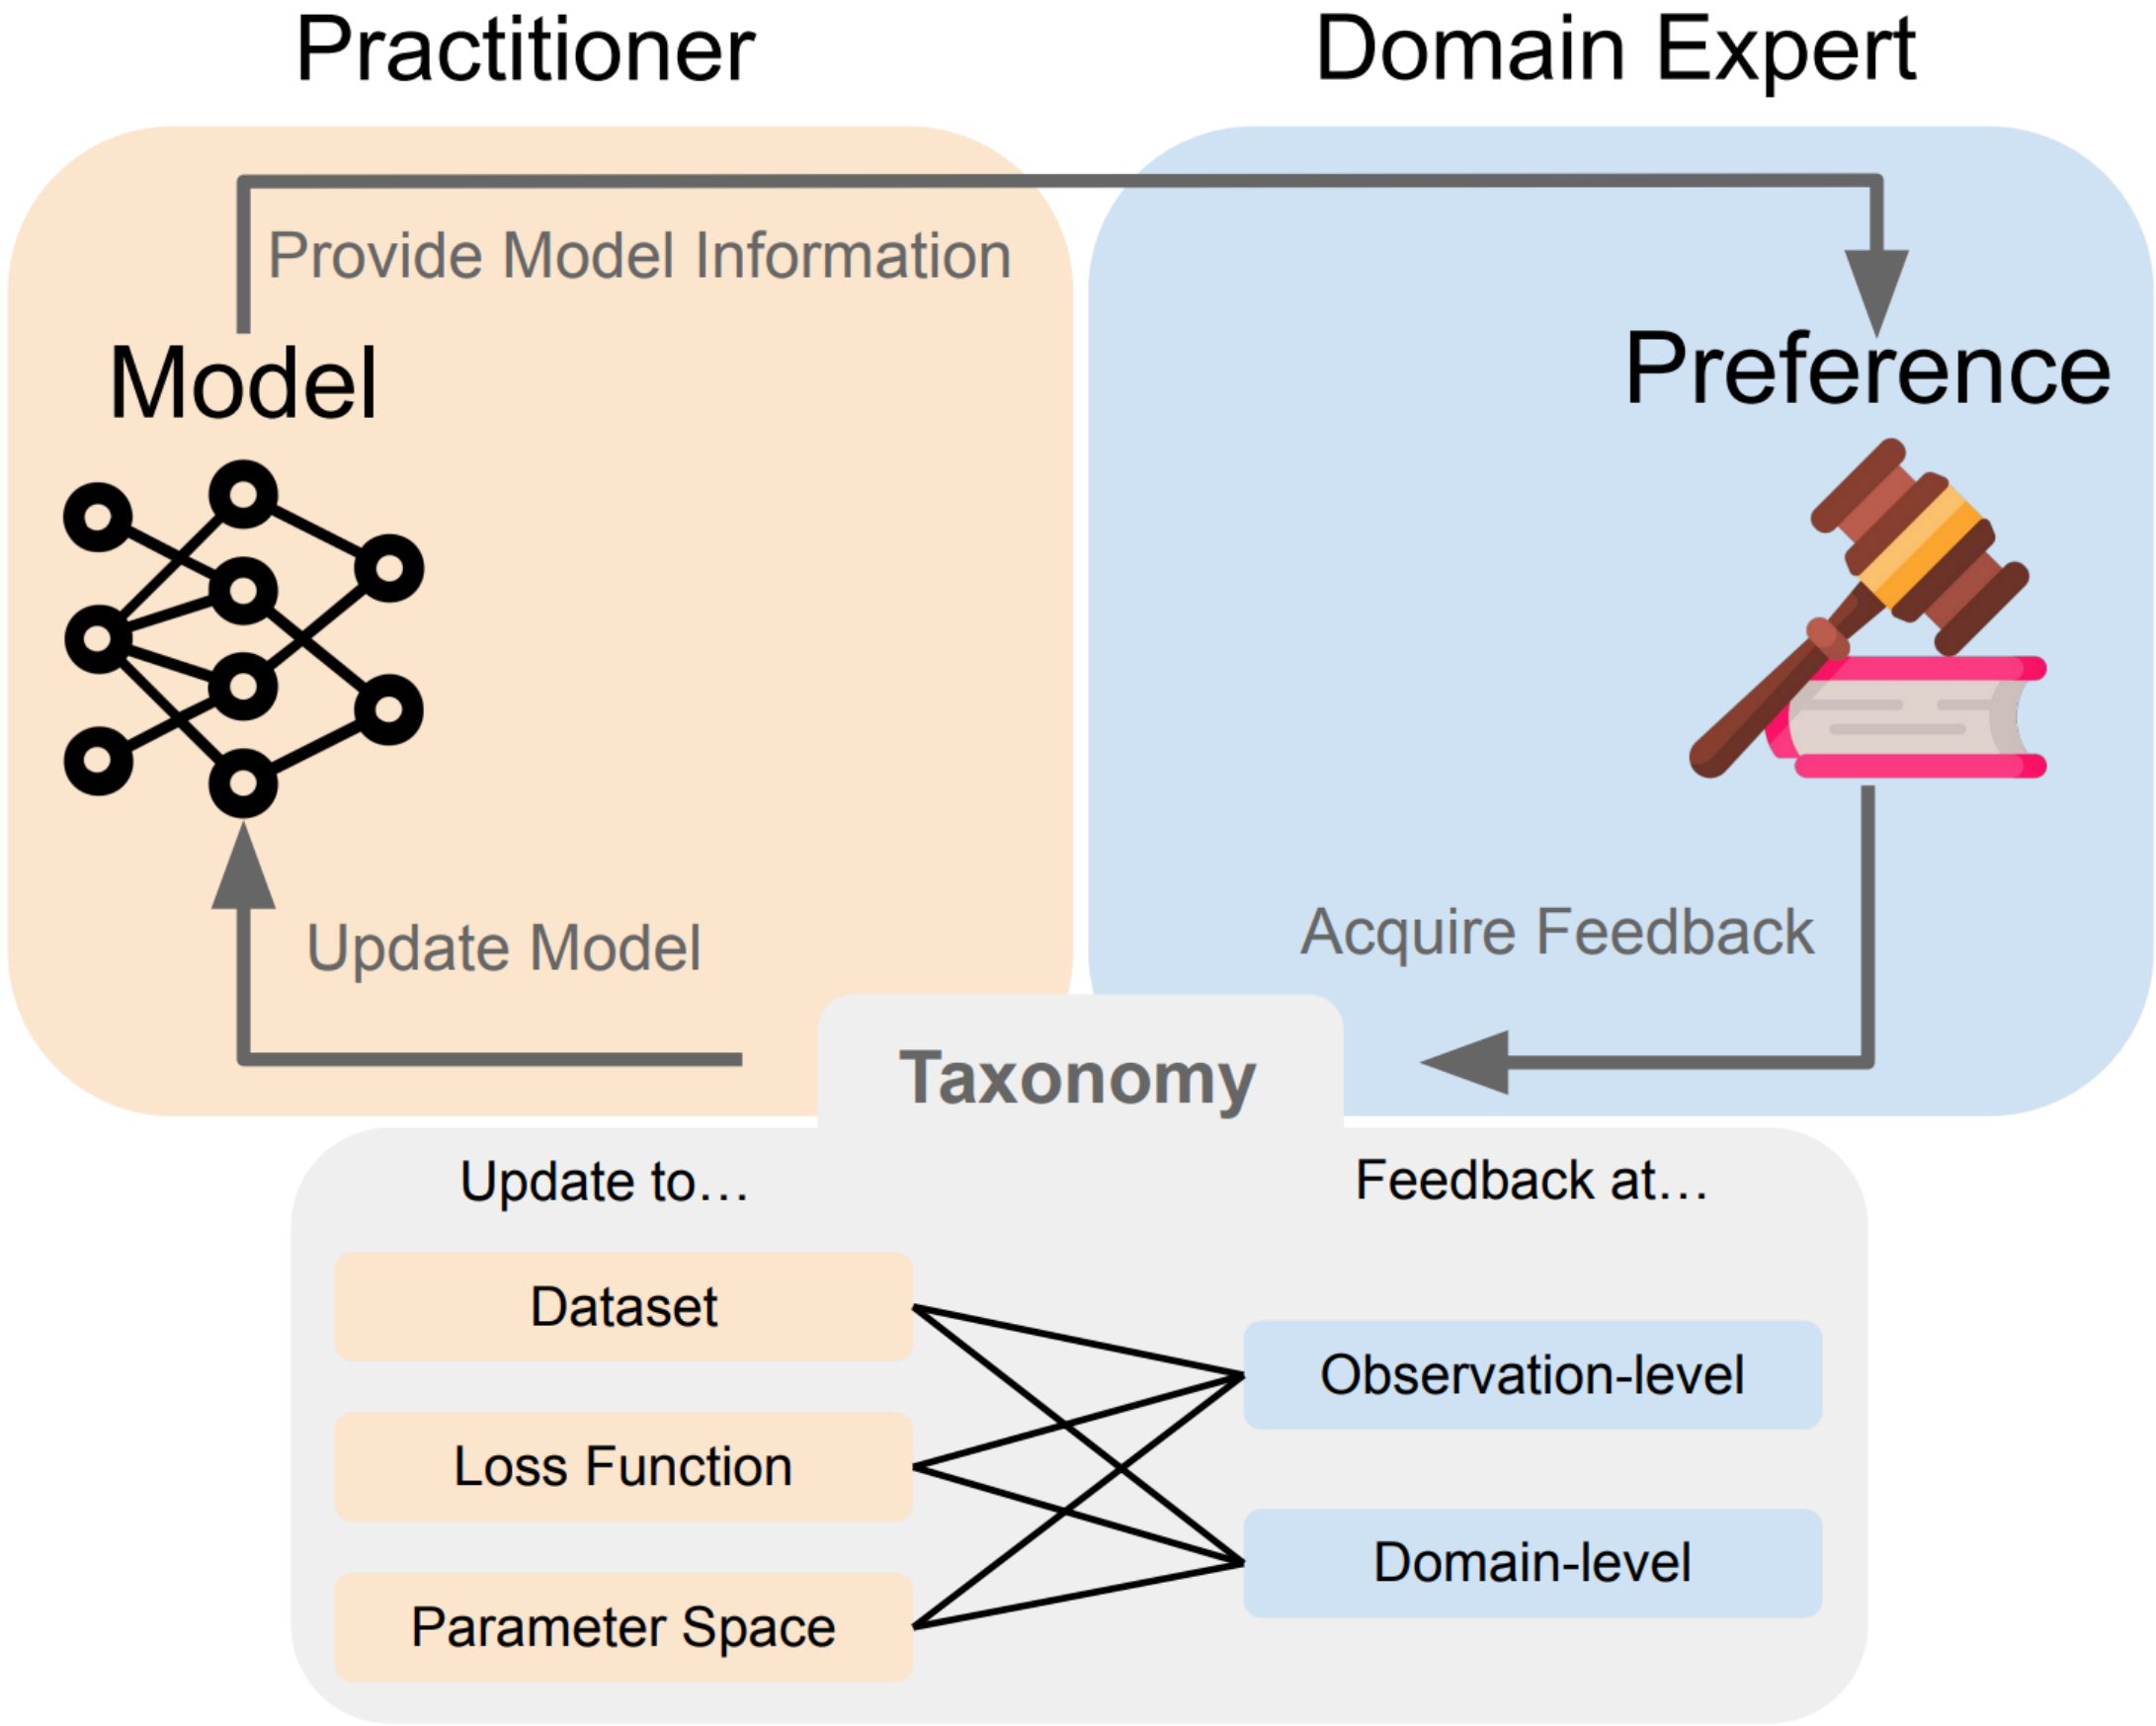 Practitioner
Domain Expert
Provide Model Information
Model
Preference
Update Model
Acquire Feedback
Taxonomy
Update to…
Feedback at…
Dataset
Observation-level
Loss Function
Domain-level
Parameter Space